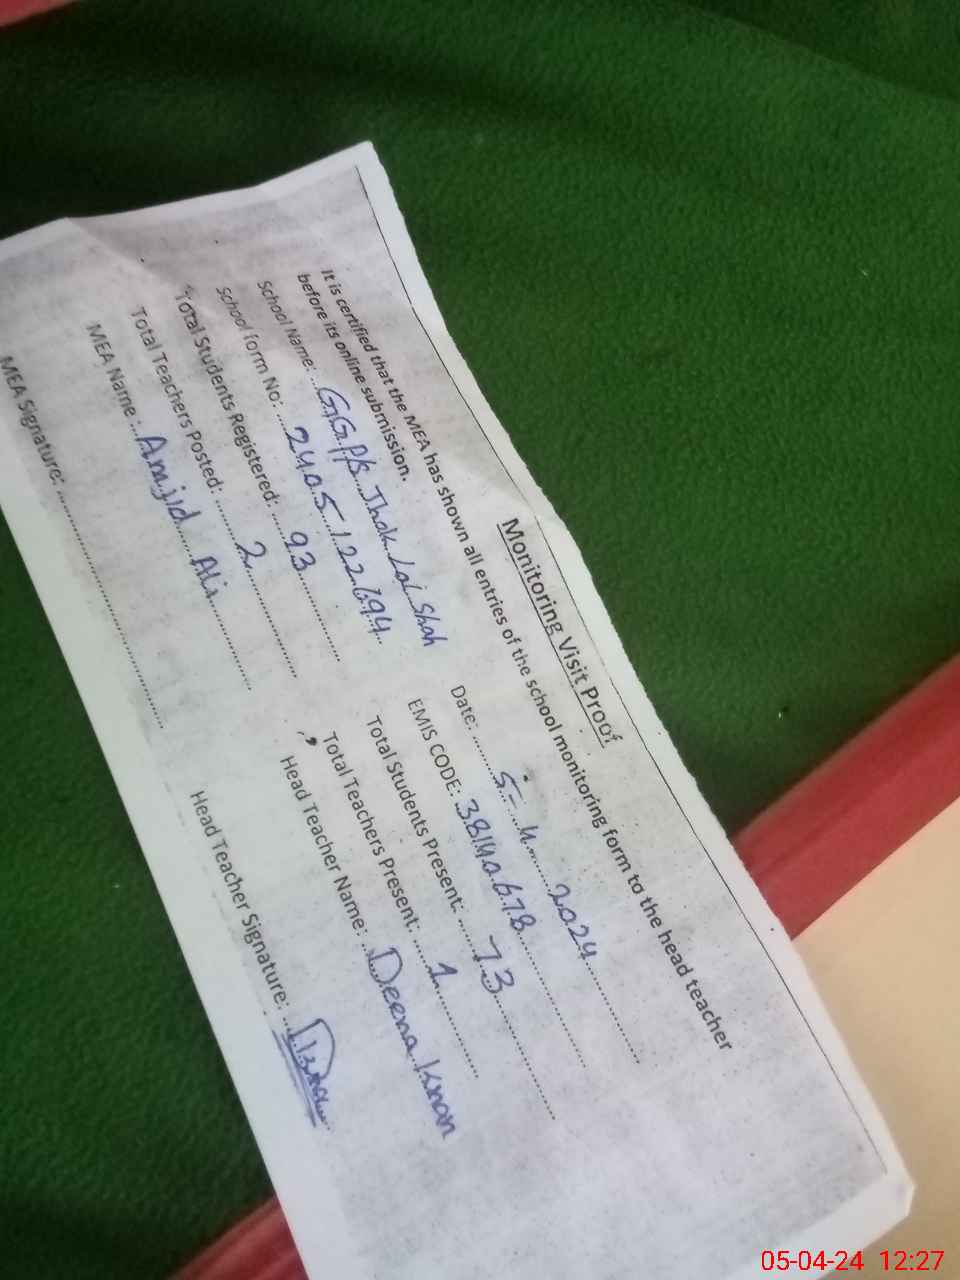 Monitoring Visit Proof
It is certified that the MEA has shown all entries of the school monitoring form to the head teacher
before its online submission.
Date: 5-4-2024
School Name: GGPS Jhok Lal Shah
EMIS CODE: 38140678
School form No: 2405122694
Total Students Present: 73
Total Students Registered: 93
Total Teachers Present: 1
Total Teachers Posted: 2
Head Teacher Name: Deena Khan
MEA Name: Amjid Ali
Head Teacher Signature:
MEA Signature:
05-04-24 12:27